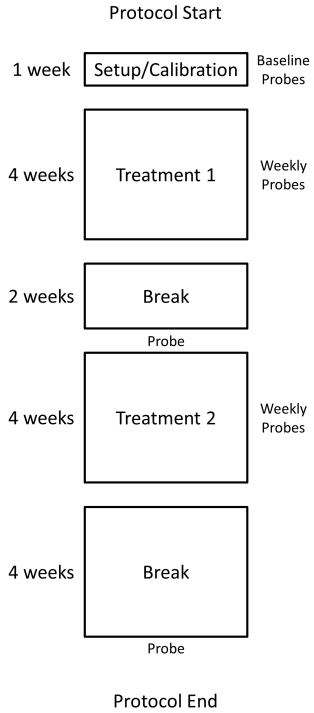 Protocol Start
1 week
Setup/Calibration
Baseline
Probes
4 weeks
Treatment 1
Weekly
Probes
2 weeks
Break
Probe
4 weeks
Treatment 2
Weekly
Probes
4 weeks
Break
Probe
Protocol End